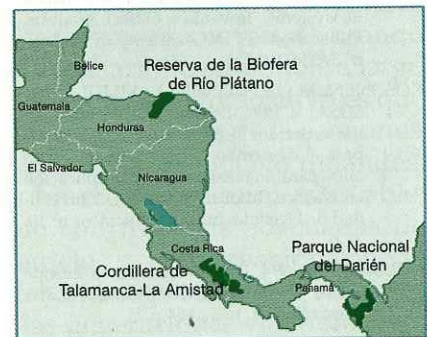 Belice
Reserva de la Biofera
de Río Plátano
Guatemala
Honduras
El Salvador
Nicaragua
Costa Rica
Parque Nacional
del Darién
Cordillera de
Talamanca-La Amistad
Panamá